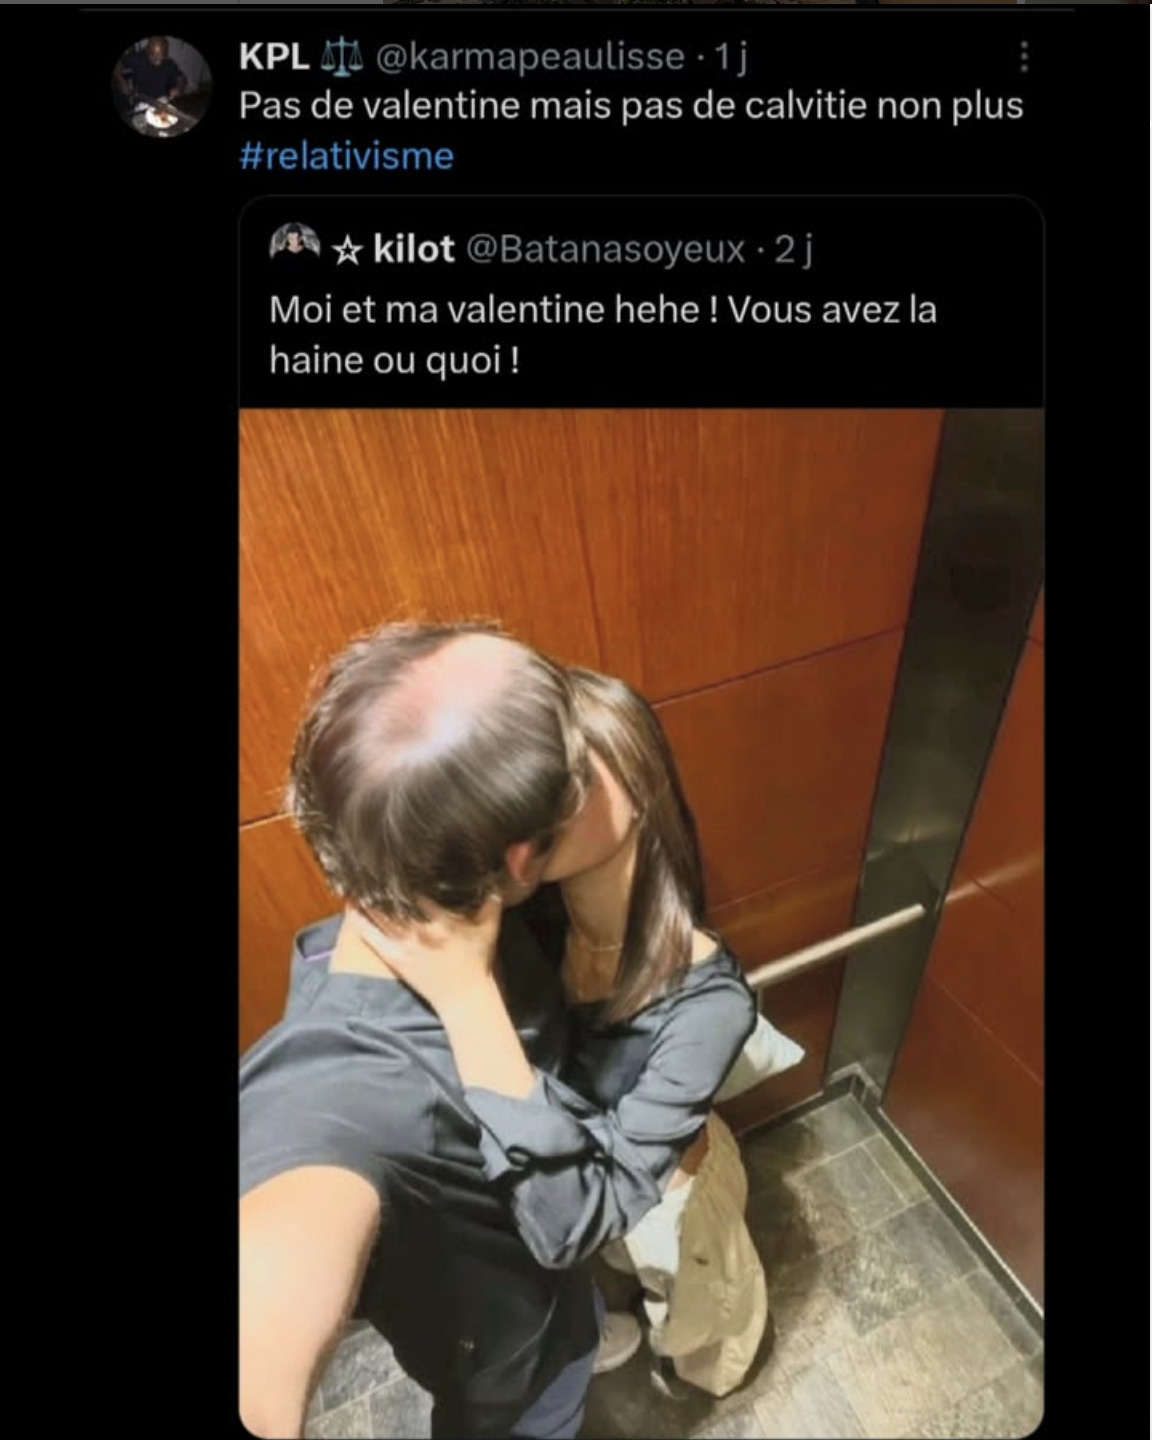 KPL ⚖️ @karmapeaulisse · 1 j
Pas de valentine mais pas de calvitie non plus
#relativisme
☆ kilot @Batanasoyeux · 2 j
Moi et ma valentine hehe ! Vous avez la
haine ou quoi !